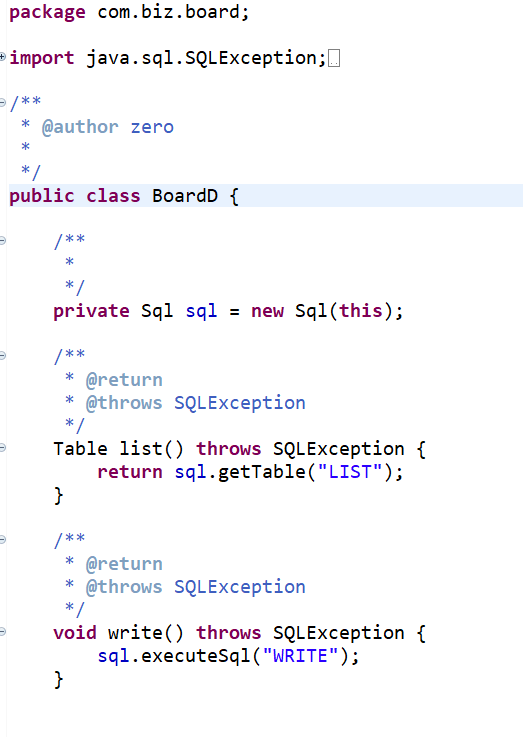 package com.biz.board;
import java.sql.SQLException;
/**
 * @author zero
 *
 */
public class BoardD {
    /**
     *
     */
    private Sql sql = new Sql(this);
    /**
     * @return
     * @throws SQLException
     */
    Table list() throws SQLException {
        return sql.getTable("LIST");
    }
    /**
     * @return
     * @throws SQLException
     */
    void write() throws SQLException {
        sql.executeSql("WRITE");
    }